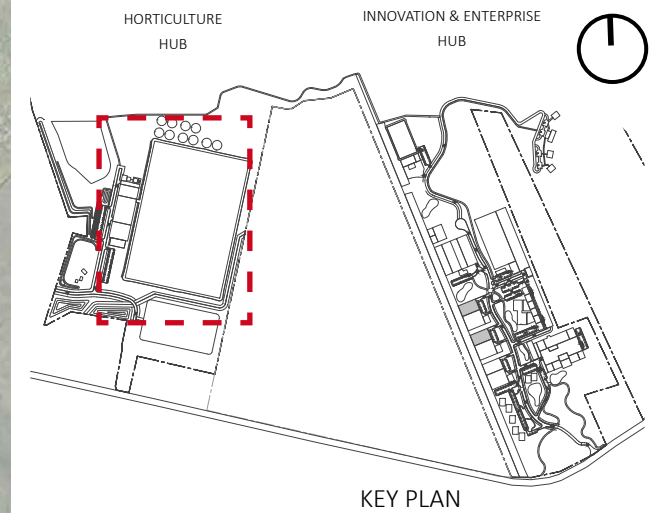 HORTICULTURE
HUB
INNOVATION & ENTERPRISE
HUB
KEY PLAN